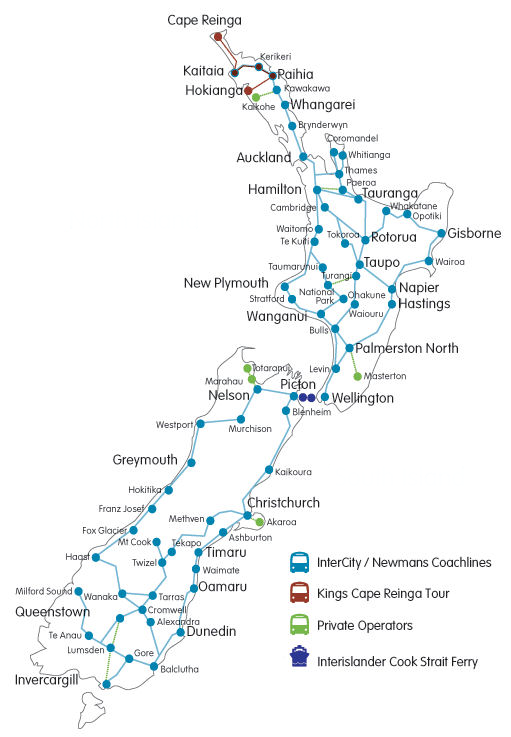 Cape Reinga
Kerikeri
Kaitaia
Paihia
Hokianga
Kawakawa
Kaikohe
Whangarei
Brynderwyn
Coromandel
Auckland
Whitianga
Thames
Hamilton
Paeroa
Tauranga
Cambridge
Whakatane
Opotiki
Waitomo
Tokoroa
Rotorua
Gisborne
Te Kuiti
Taumarunui
Taupo
Wairoa
Turangi
New Plymouth
National
Park
Ohakune
Napier
Stratford
Hastings
Wanganui
Waiouru
Bulls
Palmerston North
Totaranui
Levin
Masterton
Marahau
Picton
Nelson
Wellington
Blenheim
Westport
Murchison
Greymouth
Kaikoura
Hokitika
Christchurch
Franz Josef
Methven
Akaroa
Fox Glacier
Ashburton
Mt Cook
Tekapo
Timaru
Haast
Twizel
Waimate
Milford Sound
Wanaka
Tarras
Oamaru
Queenstown
Cromwell
Alexandra
Te Anau
Dunedin
Lumsden
Gore
Balclutha
Invercargill
InterCity / Newmans Coachlines
Kings Cape Reinga Tour
Private Operators
Interislander Cook Strait Ferry